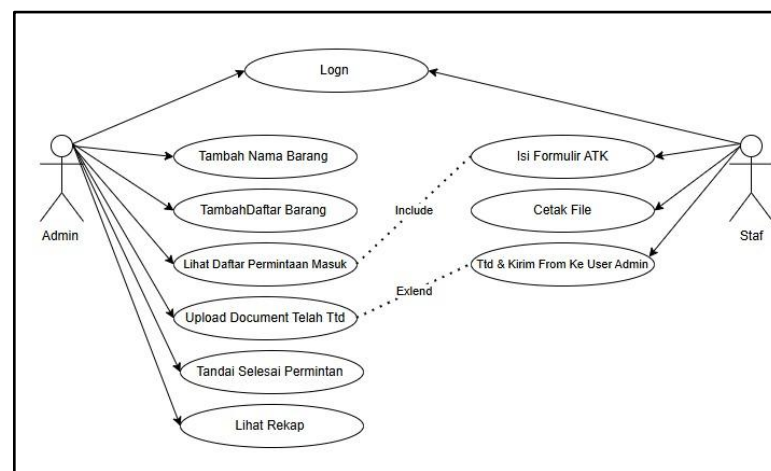 Logn
Tambah Nama Barang
Isi Formulir ATK
TambahDaftar Barang
Include
Cetak File
Admin
Staf
Lihat Daftar Permintaan Masuk
Ttd & Kirim From Ke User Admin
Exlend
Upload Document Telah Ttd
Tandai Selesai Permintan
Lihat Rekap